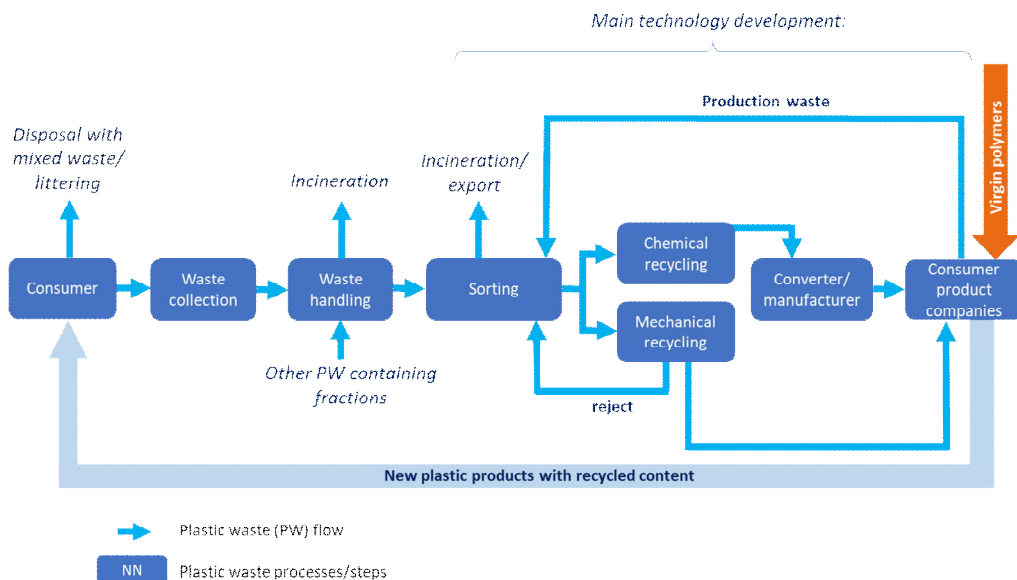 Main technology development:
Production waste
Virgin polymers
Disposal with
mixed waste/
littering
Incineration
Incineration/
export
Consumer
Waste
collection
Waste
handling
Sorting
Chemical
recycling
Mechanical
recycling
Converter/
manufacturer
Consumer
product
companies
Other PW containing
fractions
reject
New plastic products with recycled content
Plastic waste (PW) flow
NN
Plastic waste processes/steps